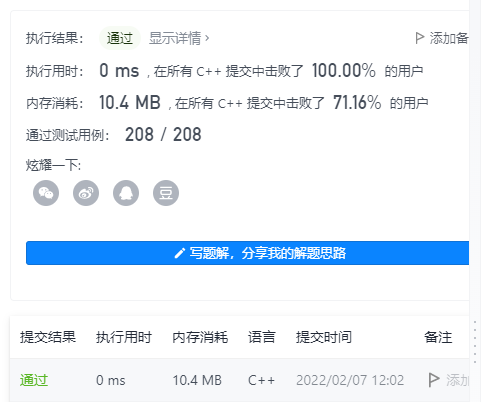 执行结果： 通过 显示详情 › 添加备
执行用时： 0 ms , 在所有 C++ 提交中击败了 100.00% 的用户
内存消耗： 10.4 MB , 在所有 C++ 提交中击败了 71.16% 的用户
通过测试用例： 208 / 208
炫耀一下:
豆
写题解，分享我的解题思路
提交结果 执行用时 内存消耗 语言 提交时间 备注
通过 0 ms 10.4 MB C++ 2022/02/07 12:02 添加